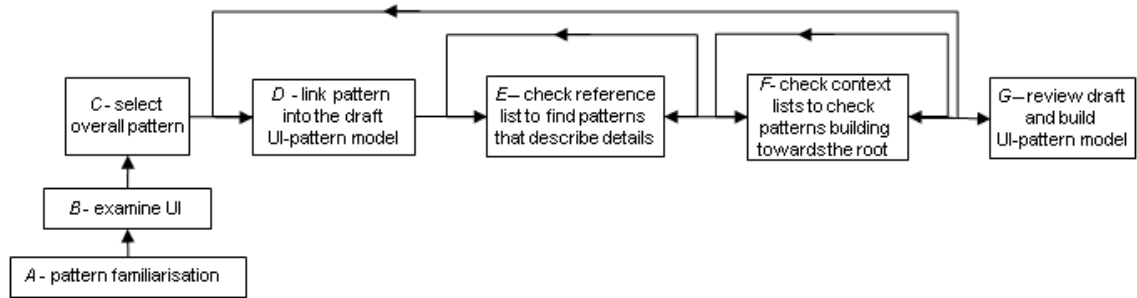 C - select
overall pattern
D - link pattern
into the draft
UI-pattern model
E – check reference
list to find patterns
that describe details
F - check context
lists to check
patterns building
towards the root
G – review draft
and build
UI-pattern model
B - examine UI
A - pattern familiarisation